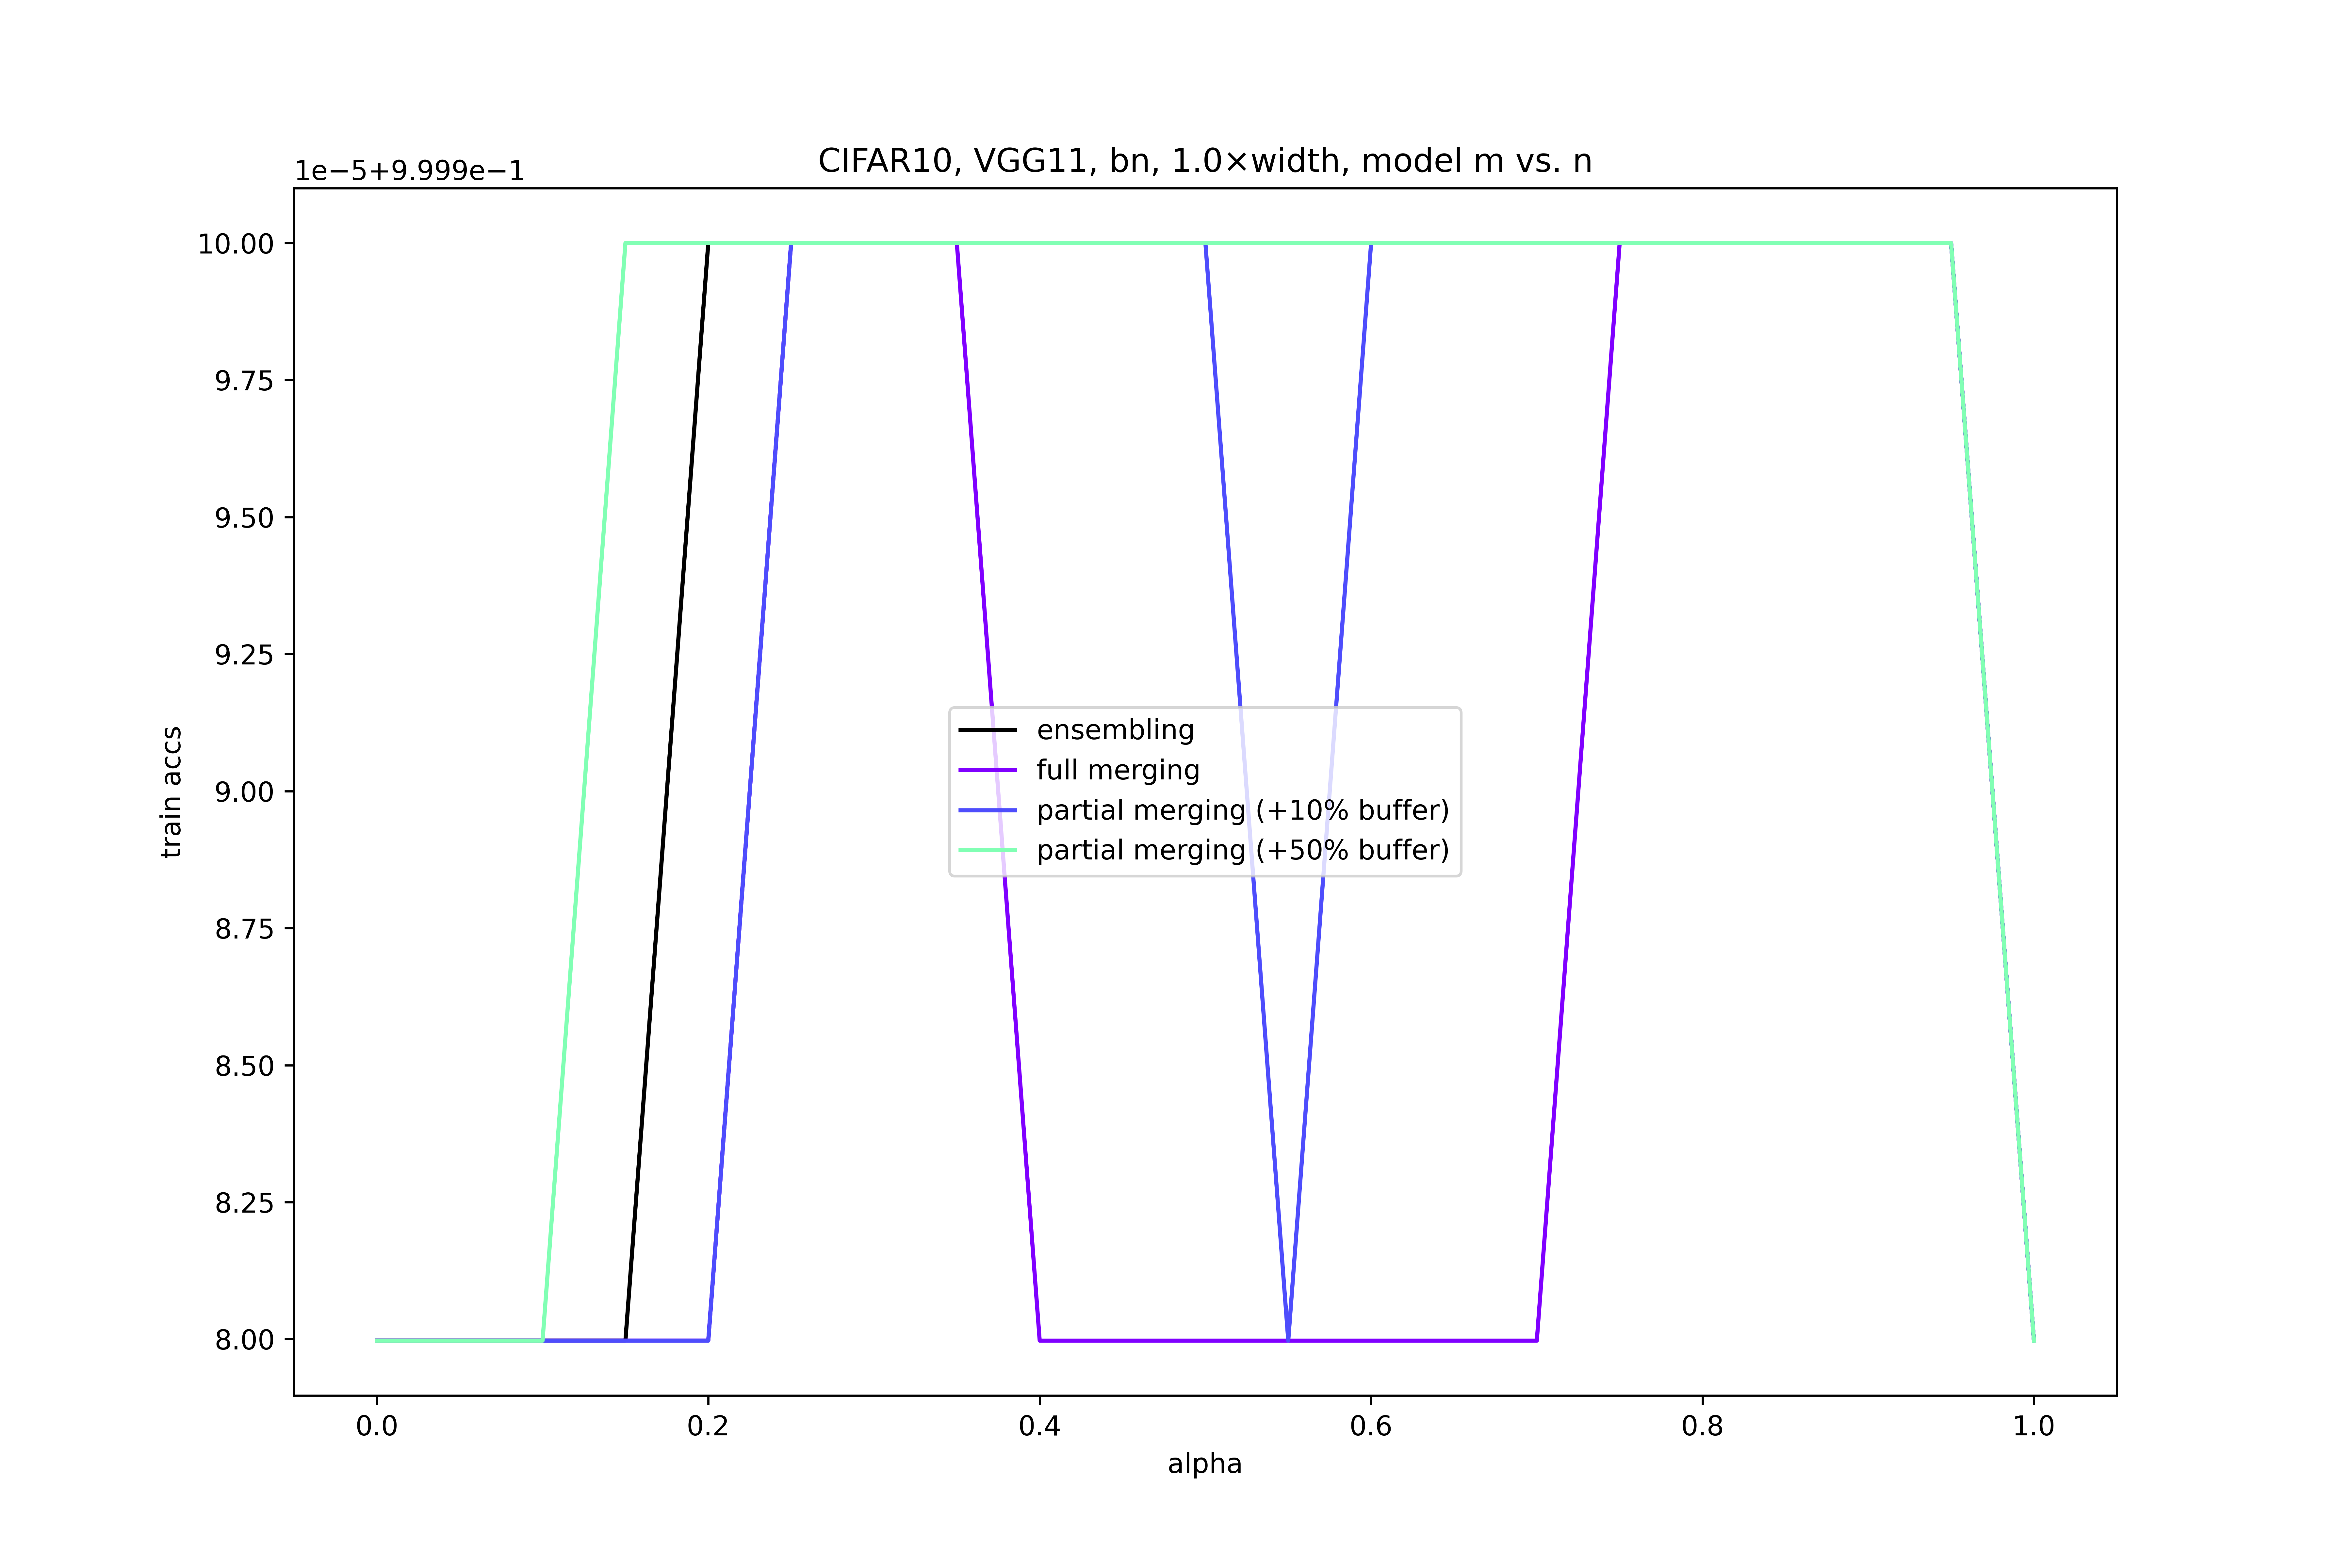 CIFAR10, VGG11, bn, 1.0×width, model m vs. n
1e−5+9.999e−1
10.00
9.75
9.50
9.25
9.00
8.75
8.50
8.25
8.00
train accs
ensembling
full merging
partial merging (+10% buffer)
partial merging (+50% buffer)
0.0 0.2 0.4 0.6 0.8 1.0
alpha